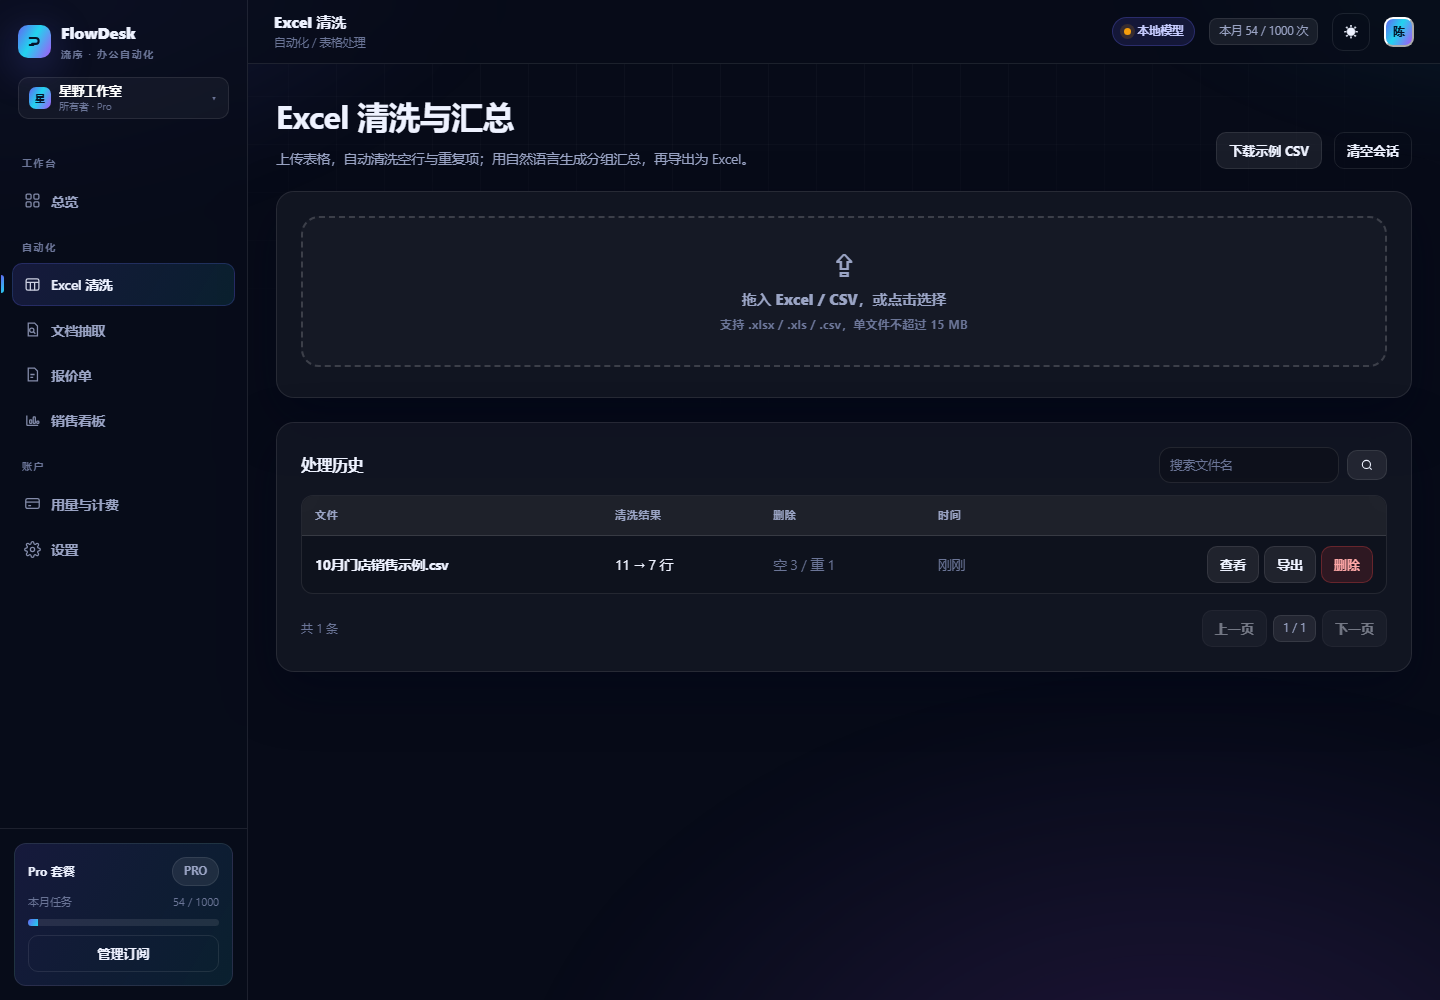 FlowDesk
流序 · 办公自动化
星
星野工作室
所有者 · Pro
工作台
总览
自动化
Excel 清洗
文档抽取
报价单
销售看板
账户
用量与计费
设置
Pro 套餐
PRO
本月任务
54 / 1000
管理订阅
Excel 清洗
自动化 / 表格处理
本地模型
本月 54 / 1000 次
陈
Excel 清洗与汇总
上传表格，自动清洗空行与重复项；用自然语言生成分组汇总，再导出为 Excel。
下载示例 CSV
清空会话
拖入 Excel / CSV，或点击选择
支持 .xlsx / .xls / .csv，单文件不超过 15 MB
处理历史
搜索文件名
文件 清洗结果 删除 时间
10月门店销售示例.csv 11 → 7 行 空 3 / 重 1 刚刚 查看 导出 删除
共 1 条
上一页 1 / 1 下一页